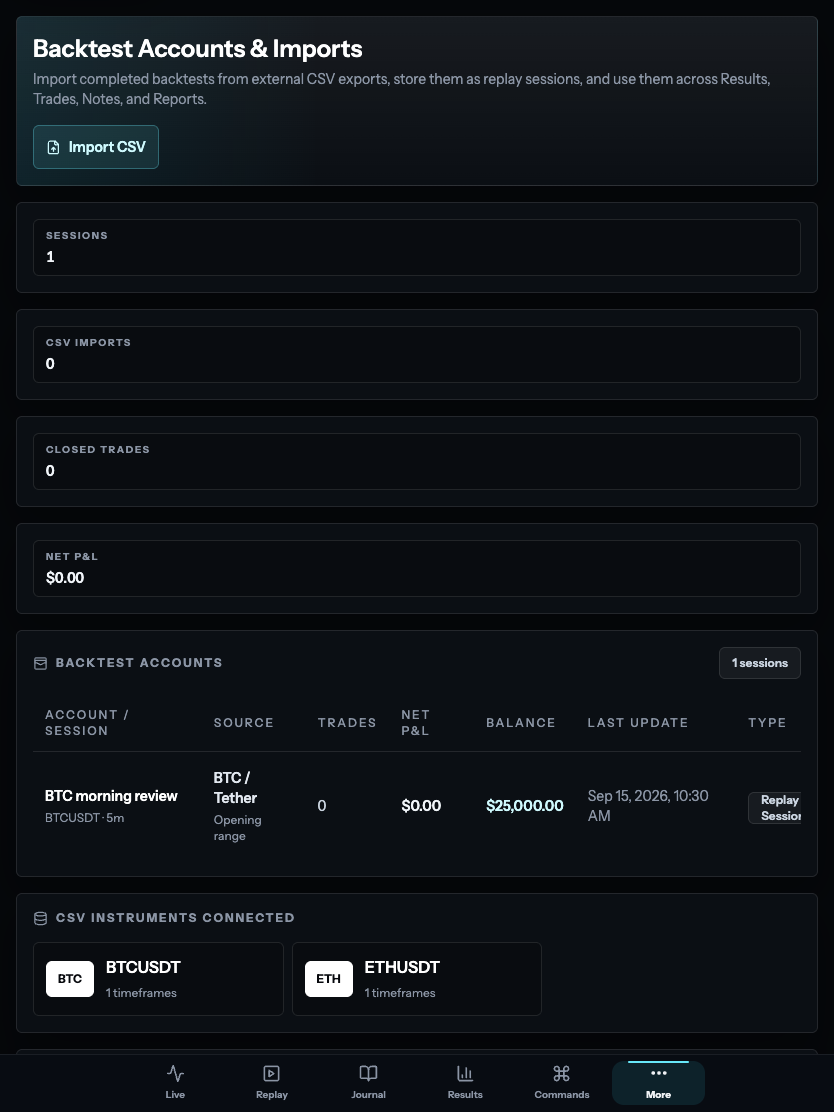 Backtest Accounts & Imports
Import completed backtests from external CSV exports, store them as replay sessions, and use them across Results,
Trades, Notes, and Reports.
Import CSV
SESSIONS
1
CSV IMPORTS
0
CLOSED TRADES
0
NET P&L
$0.00
BACKTEST ACCOUNTS
1 sessions
ACCOUNT /
SESSION
SOURCE
TRADES
NET
P&L
BALANCE
LAST UPDATE
TYPE
BTC morning review
BTCUSDT · 5m
BTC /
Tether
Opening
range
0
$0.00
$25,000.00
Sep 15, 2026, 10:30
AM
Replay
Session
CSV INSTRUMENTS CONNECTED
BTC
BTCUSDT
1 timeframes
ETH
ETHUSDT
1 timeframes
Live
Replay
Journal
Results
Commands
More